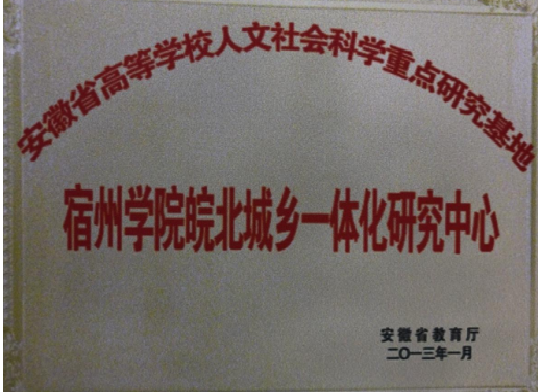 安徽省高等学校人文社会科学重点研究基地
宿州学院皖北城乡一体化研究中心
安徽省教育厅
二〇一三年一月